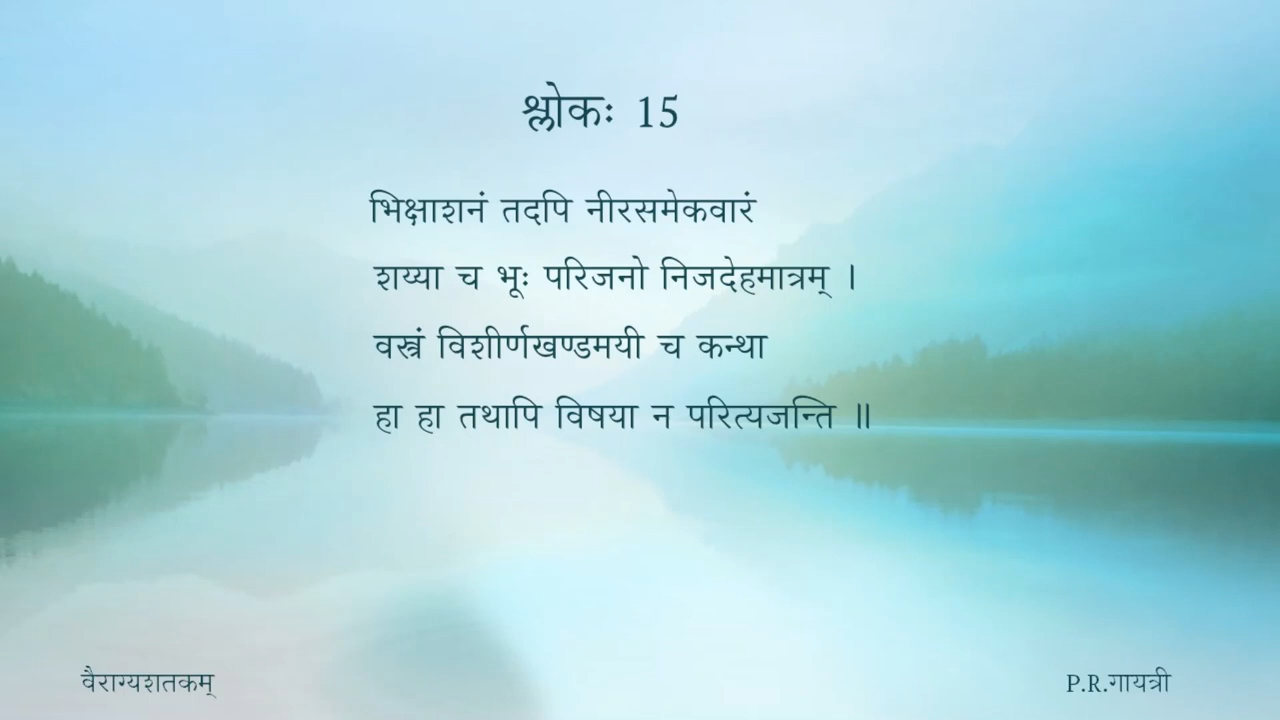 श्लोकः 15
भिक्षाशनं तदपि नीरसमेकवारं
शय्या च भूः परिजनो निजदेहमात्रम् ।
वस्त्रं विशीर्णखण्डमयी च कन्था
हा हा तथापि विषया न परित्यजन्ति ॥
वैराग्यशतकम्
P.R.गायत्री